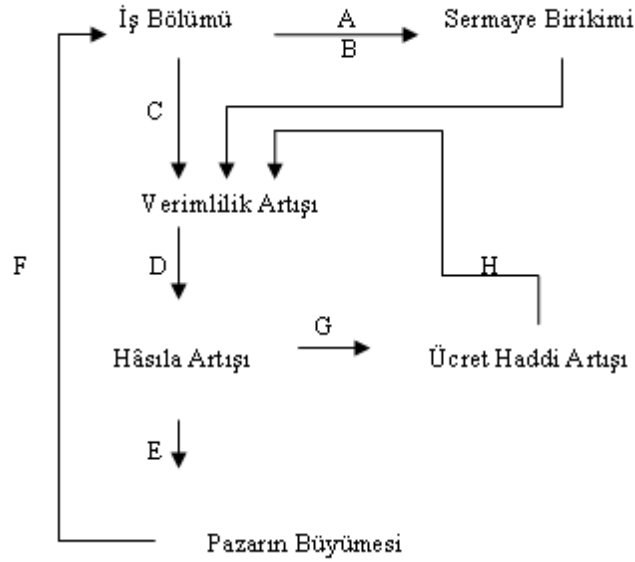 İş Bölümü
A
B
Sermaye Birikimi
C
Verimlilik Artışı
F
D
H
G
Hâsıla Artışı
Ücret Haddi Artışı
E
Pazarın Büyümesi